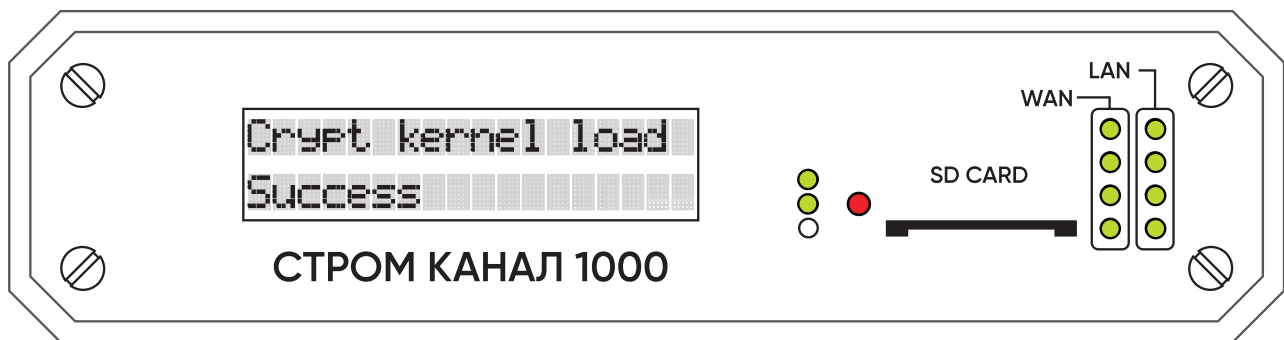 Crypt kernel load
Success
СТРОМ КАНАЛ 1000
SD CARD
WAN
LAN